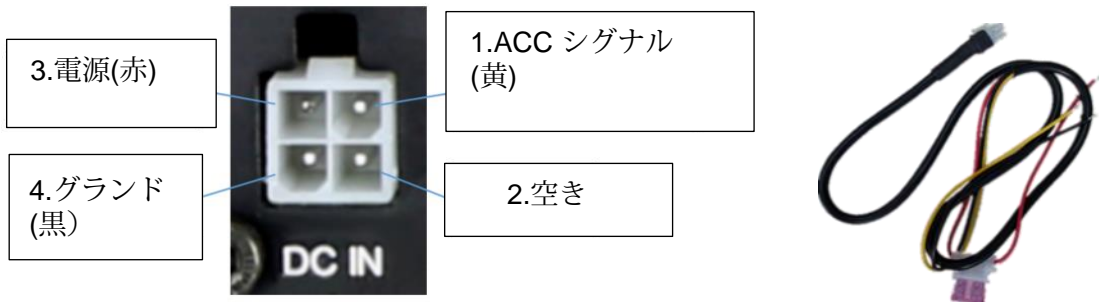 3.電源(赤)
1.ACC シグナル
(黄)
4.グランド
(黒）
2.空き
DC IN